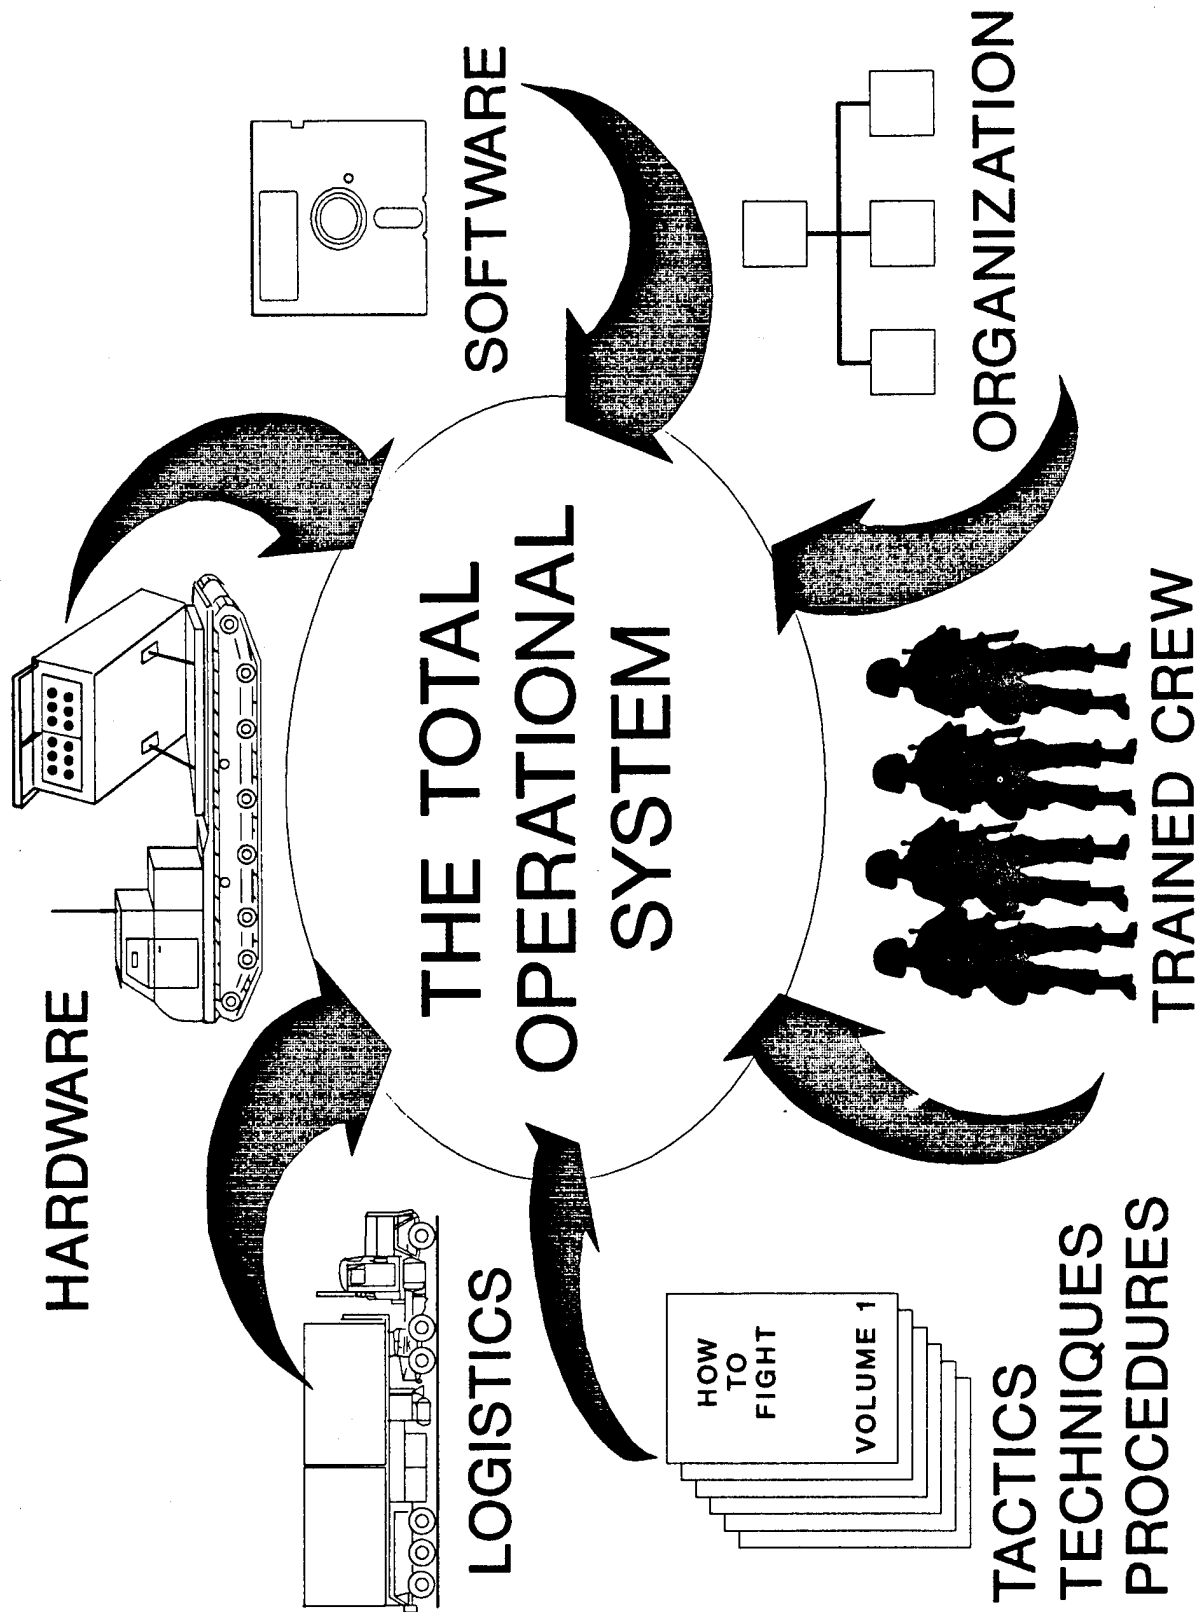 HARDWARE
LOGISTICS
SOFTWARE
THE TOTAL
OPERATIONAL
SYSTEM
HOW
TO
FIGHT
VOLUME 1
TACTICS
TECHNIQUES
PROCEDURES
TRAINED CREW
ORGANIZATION